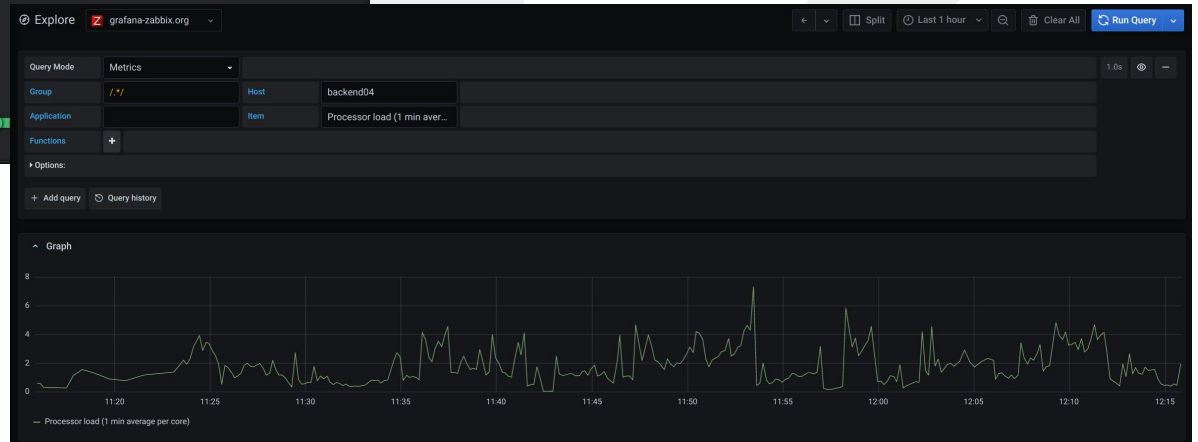 Explore Z grafana-zabbix.org Split Last 1 hour Clear All Run Query
Query Mode Metrics 1.0s
Group /.*/ Host backend04
Application Item Processor load (1 min aver...
Functions +
Options:
+ Add query Query history
Graph
8
6
4
2
0
11:20 11:25 11:30 11:35 11:40 11:45 11:50 11:55 12:00 12:05 12:10 12:15
Processor load (1 min average per core)